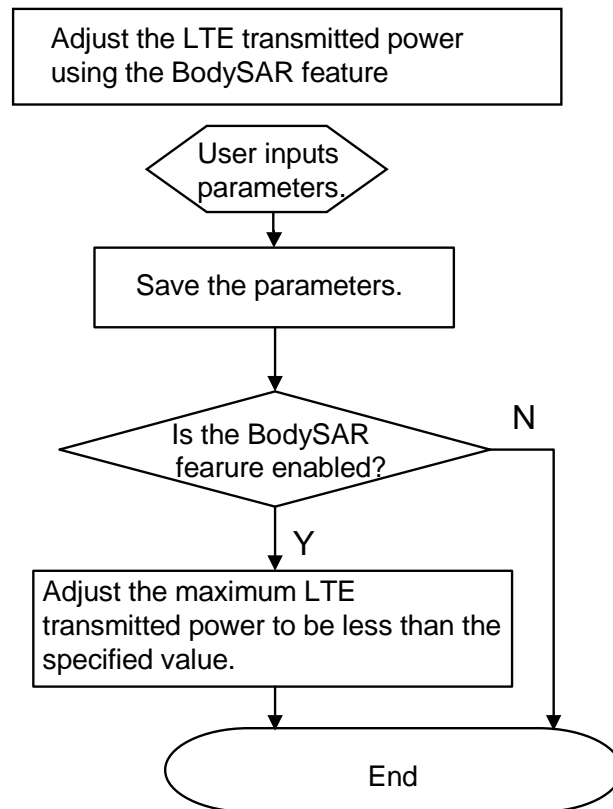 Adjust the LTE transmitted power
using the BodySAR feature
User inputs
parameters.
Save the parameters.
Is the BodySAR
fearure enabled?
N
Y
Adjust the maximum LTE
transmitted power to be less than the
specified value.
End